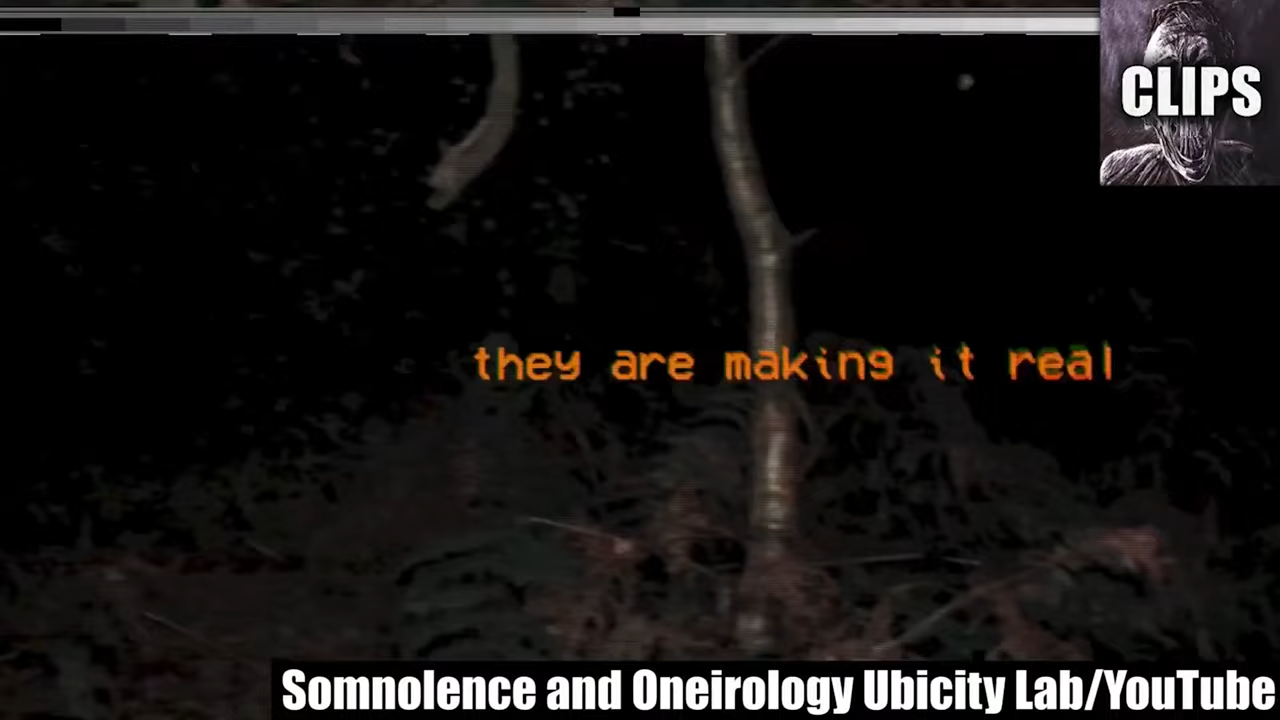 CLIPS
they are making it real
Somnolence and Oneirology Ubicity Lab/YouTube